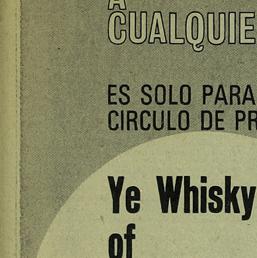 A
CUALQUIE
ES SOLO PARA
CIRCULO DE PR
Ye Whisky
of